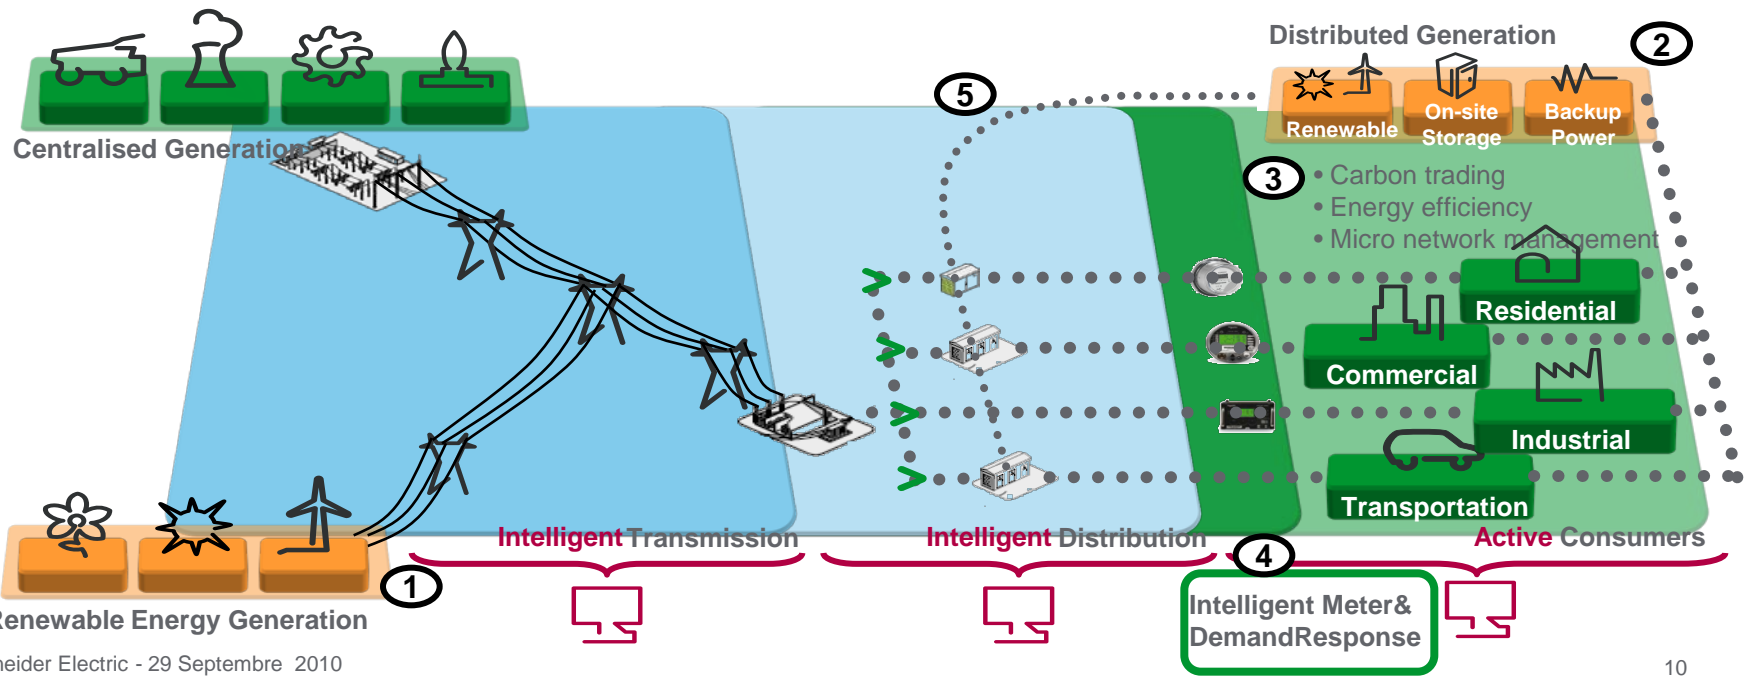 Distributed Generation
2
5
Renewable
On-site
Storage
Backup
Power
Centralised Generation
3
• Carbon trading
• Energy efficiency
• Micro network management
Residential
Commercial
Industrial
Transportation
Intelligent Transmission
Intelligent Distribution
Active Consumers
4
1
Intelligent Meter&
DemandResponse
Renewable Energy Generation
neider Electric - 29 Septembre 2010
10